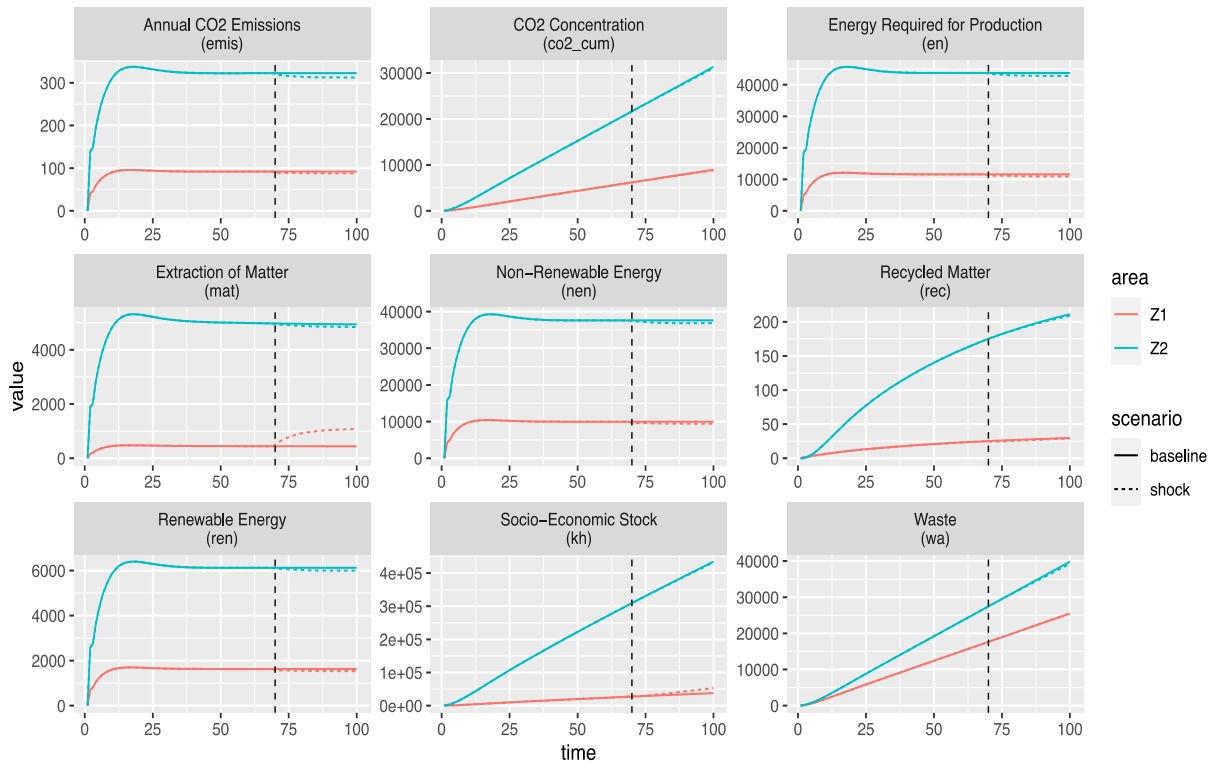 Annual CO2 Emissions
(emis)
CO2 Concentration
(co2_cum)
Energy Required for Production
(en)
300
200
100
0
0 25 50 75 100
30000
20000
10000
0
0 25 50 75 100
40000
30000
20000
10000
0
0 25 50 75 100
Extraction of Matter
(mat)
Non−Renewable Energy
(nen)
Recycled Matter
(rec)
4000
2000
0
0 25 50 75 100
40000
30000
20000
10000
0
0 25 50 75 100
200
150
100
50
0
0 25 50 75 100
Renewable Energy
(ren)
Socio−Economic Stock
(kh)
Waste
(wa)
6000
4000
2000
0
0 25 50 75 100
4e+05
3e+05
2e+05
1e+05
0e+00
0 25 50 75 100
40000
30000
20000
10000
0
0 25 50 75 100
value
time
area
Z1
Z2
scenario
baseline
shock